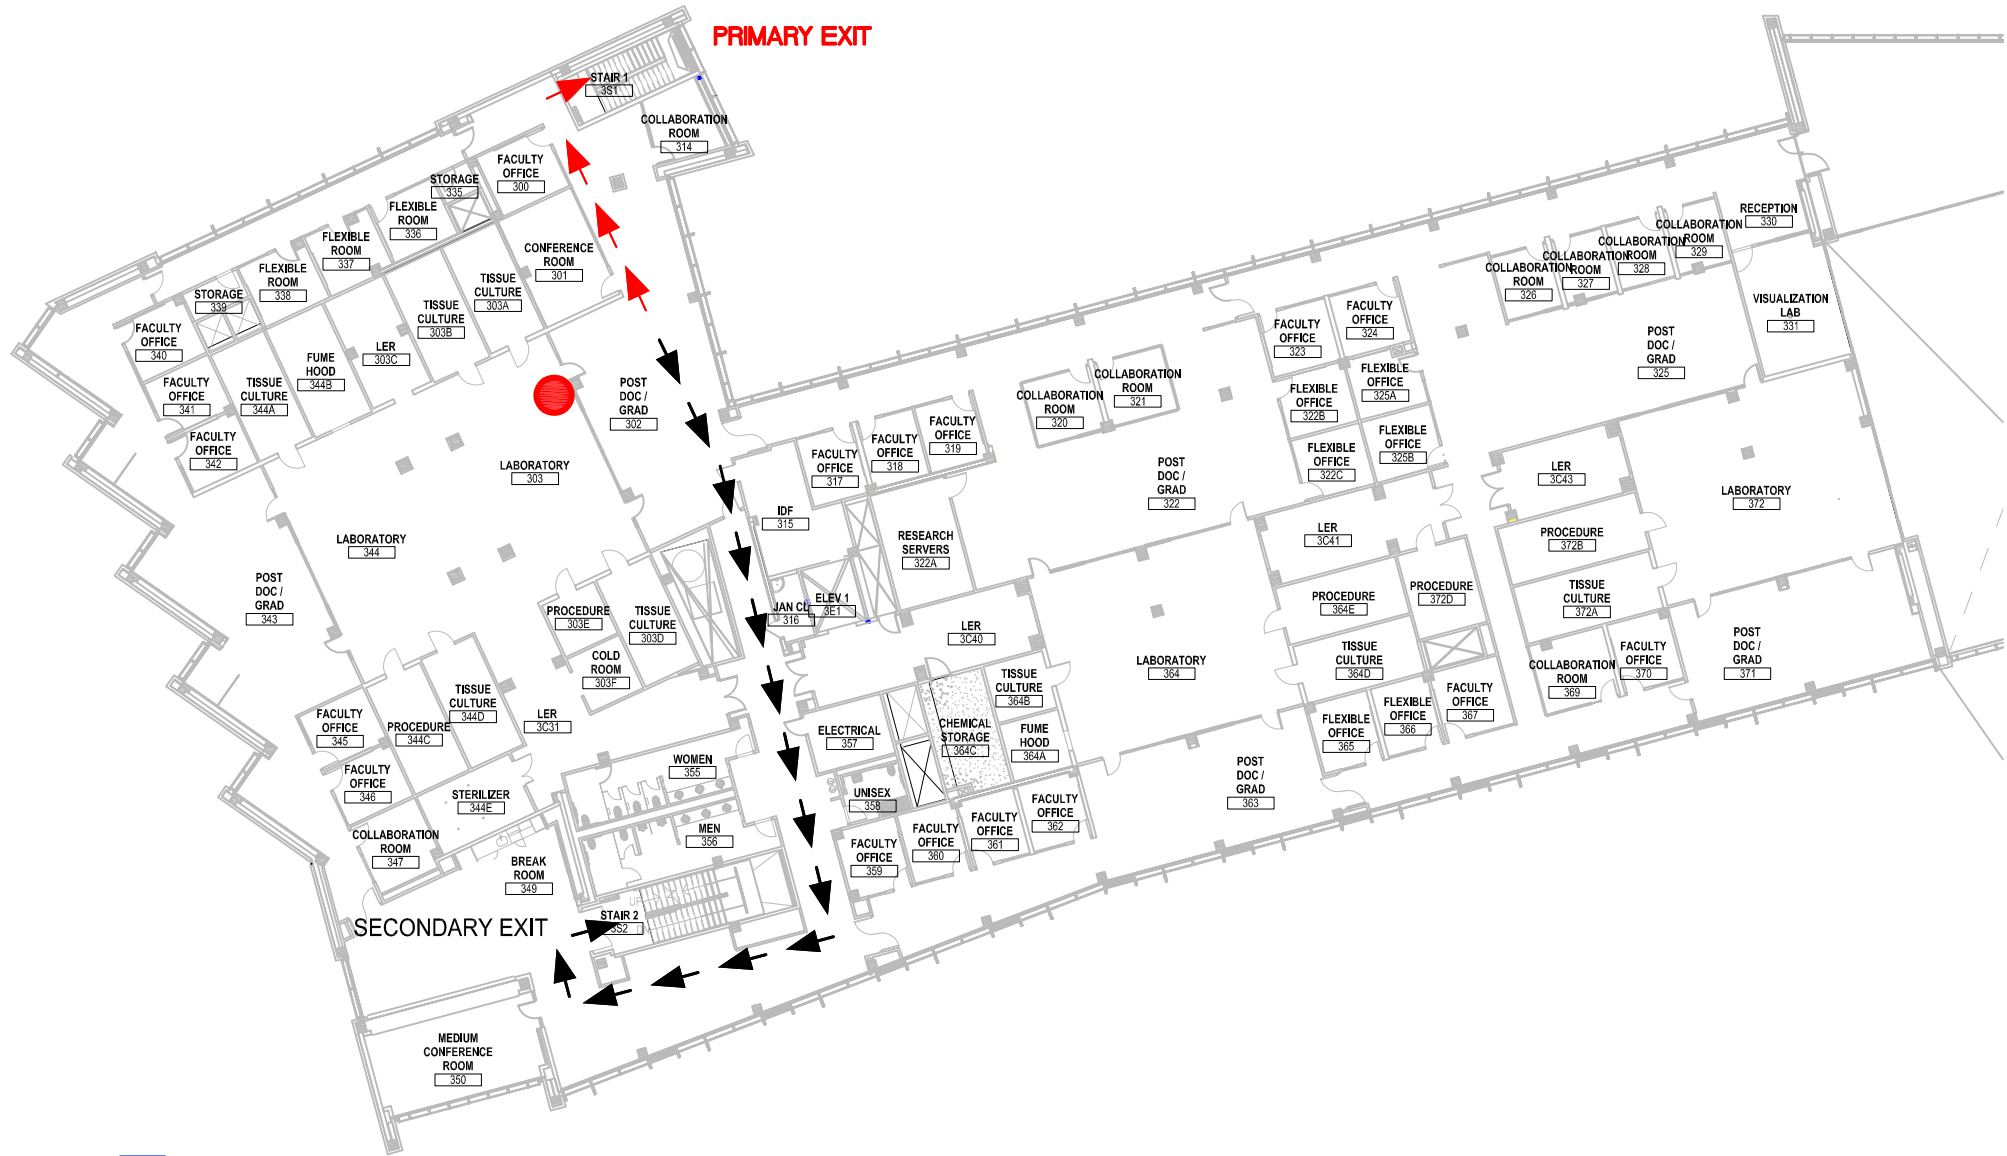 PRIMARY EXIT
STAIR 1
3S1
COLLABORATION
ROOM
314
FACULTY
OFFICE
300
STORAGE
335
FLEXIBLE
ROOM
336
FLEXIBLE
ROOM
337
FLEXIBLE
ROOM
338
STORAGE
339
CONFERENCE
ROOM
301
TISSUE
CULTURE
303A
TISSUE
CULTURE
303B
LER
303C
FUME
HOOD
344B
TISSUE
CULTURE
344A
FACULTY
OFFICE
340
FACULTY
OFFICE
341
FACULTY
OFFICE
342
POST
DOC /
GRAD
302
LABORATORY
303
LABORATORY
344
POST
DOC /
GRAD
343
PROCEDURE
303E
TISSUE
CULTURE
303D
COLD
ROOM
303F
LER
3C31
TISSUE
CULTURE
344D
PROCEDURE
344C
FACULTY
OFFICE
345
FACULTY
OFFICE
346
STERILIZER
344E
COLLABORATION
ROOM
347
BREAK
ROOM
349
WOMEN
355
MEN
356
UP
STAIR 2
3S2
SECONDARY EXIT
MEDIUM
CONFERENCE
ROOM
350
IDF
315
JAN CL
316
ELEV 1
3E1
FACULTY
OFFICE
317
FACULTY
OFFICE
318
FACULTY
OFFICE
319
RESEARCH
SERVERS
322A
COLLABORATION
ROOM
320
COLLABORATION
ROOM
321
POST
DOC /
GRAD
322
LER
3C40
ELECTRICAL
357
UNISEX
358
CHEMICAL
STORAGE
364C
TISSUE
CULTURE
364B
FUME
HOOD
364A
FACULTY
OFFICE
359
FACULTY
OFFICE
360
FACULTY
OFFICE
361
FACULTY
OFFICE
362
LABORATORY
364
POST
DOC /
GRAD
363
FACULTY
OFFICE
323
FACULTY
OFFICE
324
FLEXIBLE
OFFICE
325A
FLEXIBLE
OFFICE
322B
FLEXIBLE
OFFICE
325B
FLEXIBLE
OFFICE
322C
LER
3C41
PROCEDURE
364E
PROCEDURE
372D
TISSUE
CULTURE
364D
FLEXIBLE
OFFICE
365
FLEXIBLE
OFFICE
366
FACULTY
OFFICE
367
COLLABORATION
ROOM
326
COLLABORATION
ROOM
327
COLLABORATION
ROOM
328
COLLABORATION
ROOM
329
RECEPTION
330
VISUALIZATION
LAB
331
POST
DOC /
GRAD
325
LER
3C43
LABORATORY
372
PROCEDURE
372B
TISSUE
CULTURE
372A
COLLABORATION
ROOM
369
FACULTY
OFFICE
370
POST
DOC /
GRAD
371